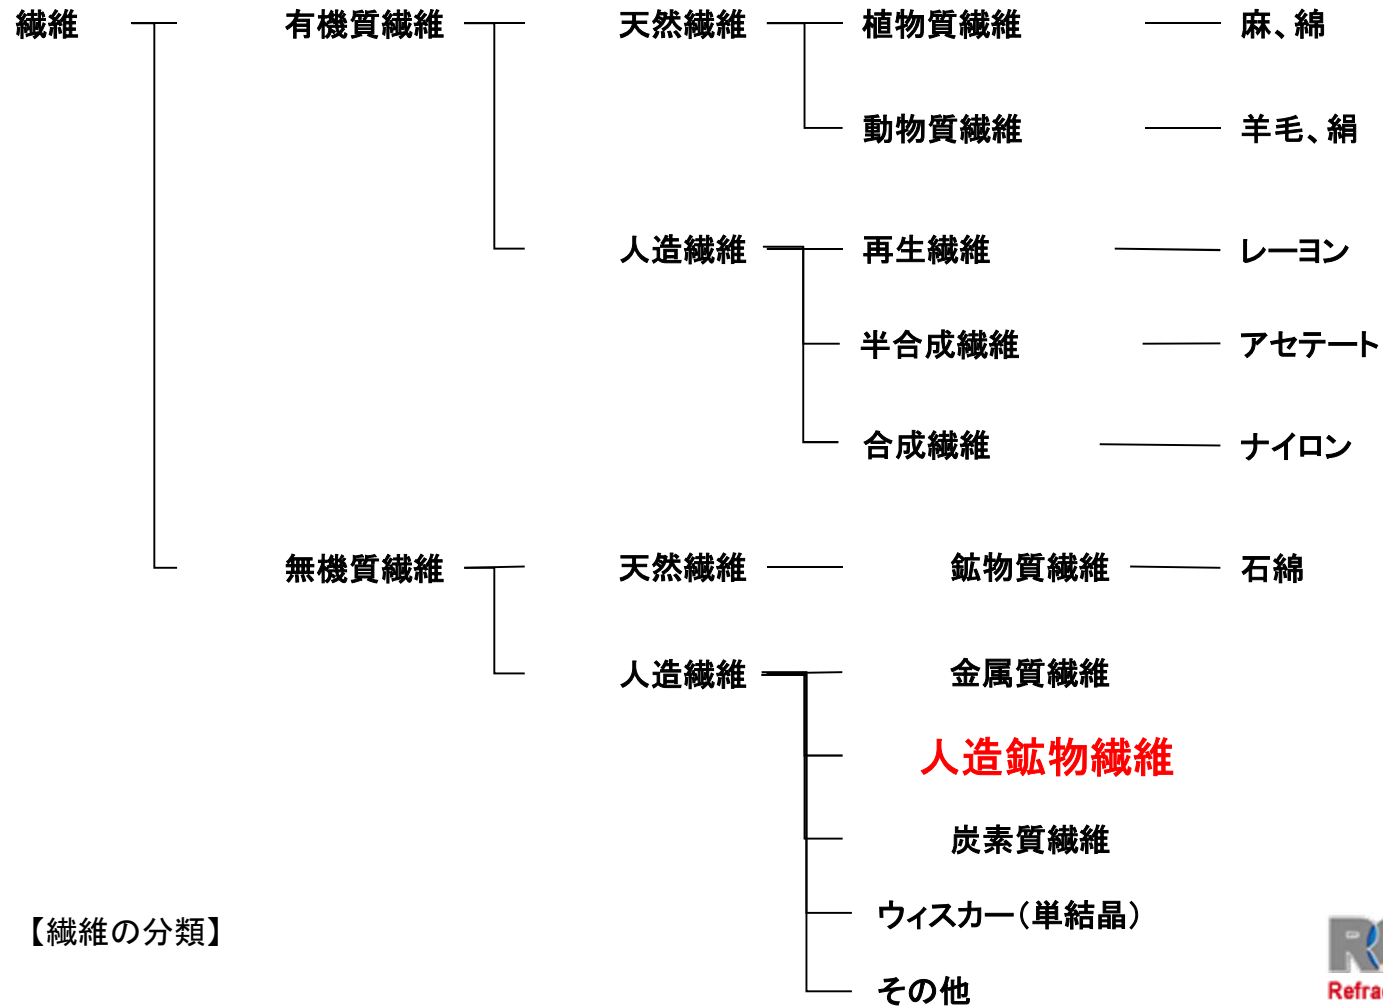 繊維 有機質繊維 天然繊維 植物質繊維 麻、綿
動物質繊維 羊毛、絹
人造繊維 再生繊維 レーヨン
半合成繊維 アセテート
合成繊維 ナイロン
無機質繊維 天然繊維 鉱物質繊維 石綿
人造繊維 金属質繊維
人造鉱物繊維
炭素質繊維
ウィスカー（単結晶）
【繊維の分類】
その他